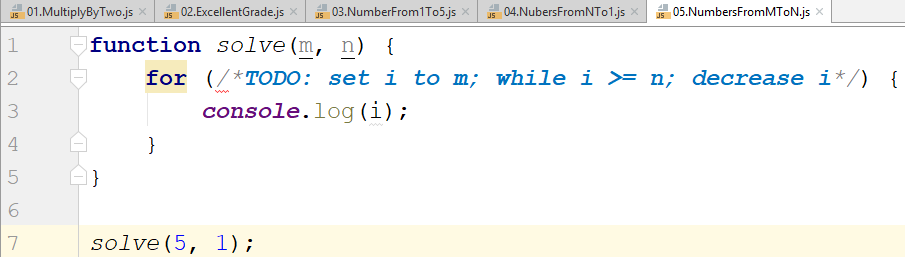 01.MultiplyByTwo.js 02.ExcellentGrade.js 03.NumberFrom1To5.js 04.NubersFromNTo1.js 05.NumbersFromMToN.js
1 function solve(m, n) {
2 for (/*TODO: set i to m; while i >= n; decrease i*/) {
3 console.log(i);
4 }
5 }
6
7 solve(5, 1);